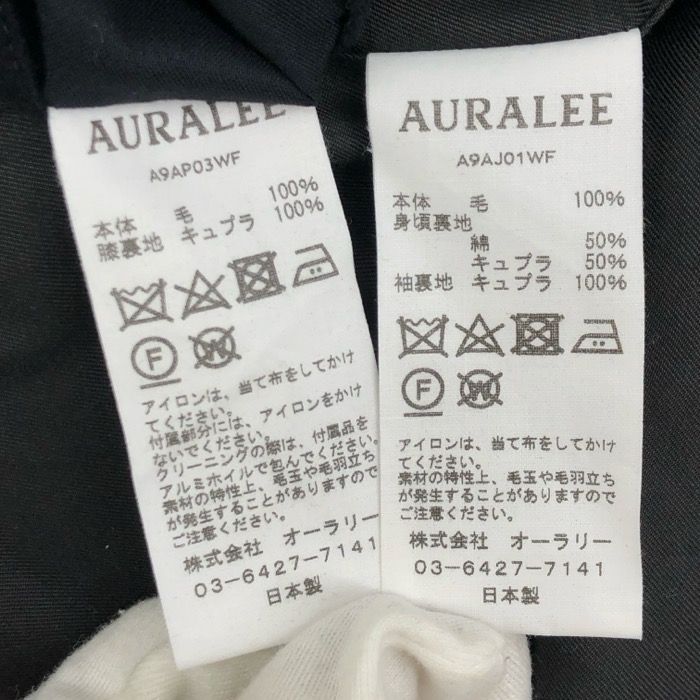 AURALEE
A9AP03WF
本体 毛 100%
膝裏地 キュプラ 100%
F
W
アイロンは、当て布をしてかけ
てください。
付属部分には、アイロンをかけ
ないでください。
クリーニングの際は、付属品を
アルミホイルで包んでください。
素材の特性上、毛玉や毛羽立ち
が発生することがありますので
ご注意ください。
株式会社 オーラリー
03-6427-7141
日本製
AURALEE
A9AJ01WF
本体 毛 100%
身頃裏地
綿 50%
キュプラ 50%
袖裏地 キュプラ 100%
F
W
アイロンは、当て布をしてかけ
てください。
素材の特性上、毛玉や毛羽立ち
が発生することがありますので
ご注意ください。
株式会社 オーラリー
03-6427-7141
日本製